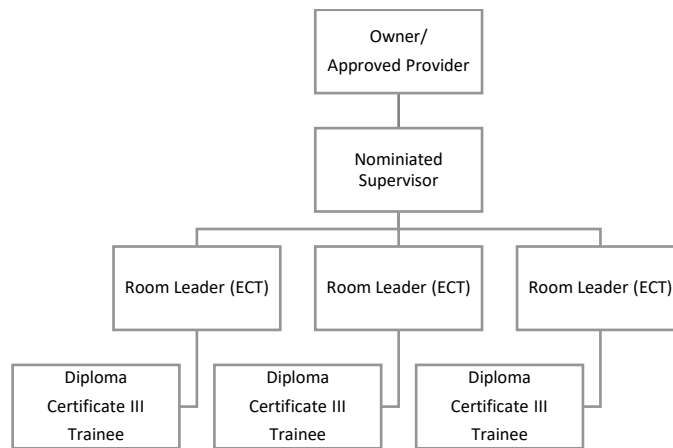 Owner/
Approved Provider
Nominiated
Supervisor
Room Leader (ECT)
Room Leader (ECT)
Room Leader (ECT)
Diploma
Certificate III
Trainee
Diploma
Certificate III
Trainee
Diploma
Certificate III
Trainee